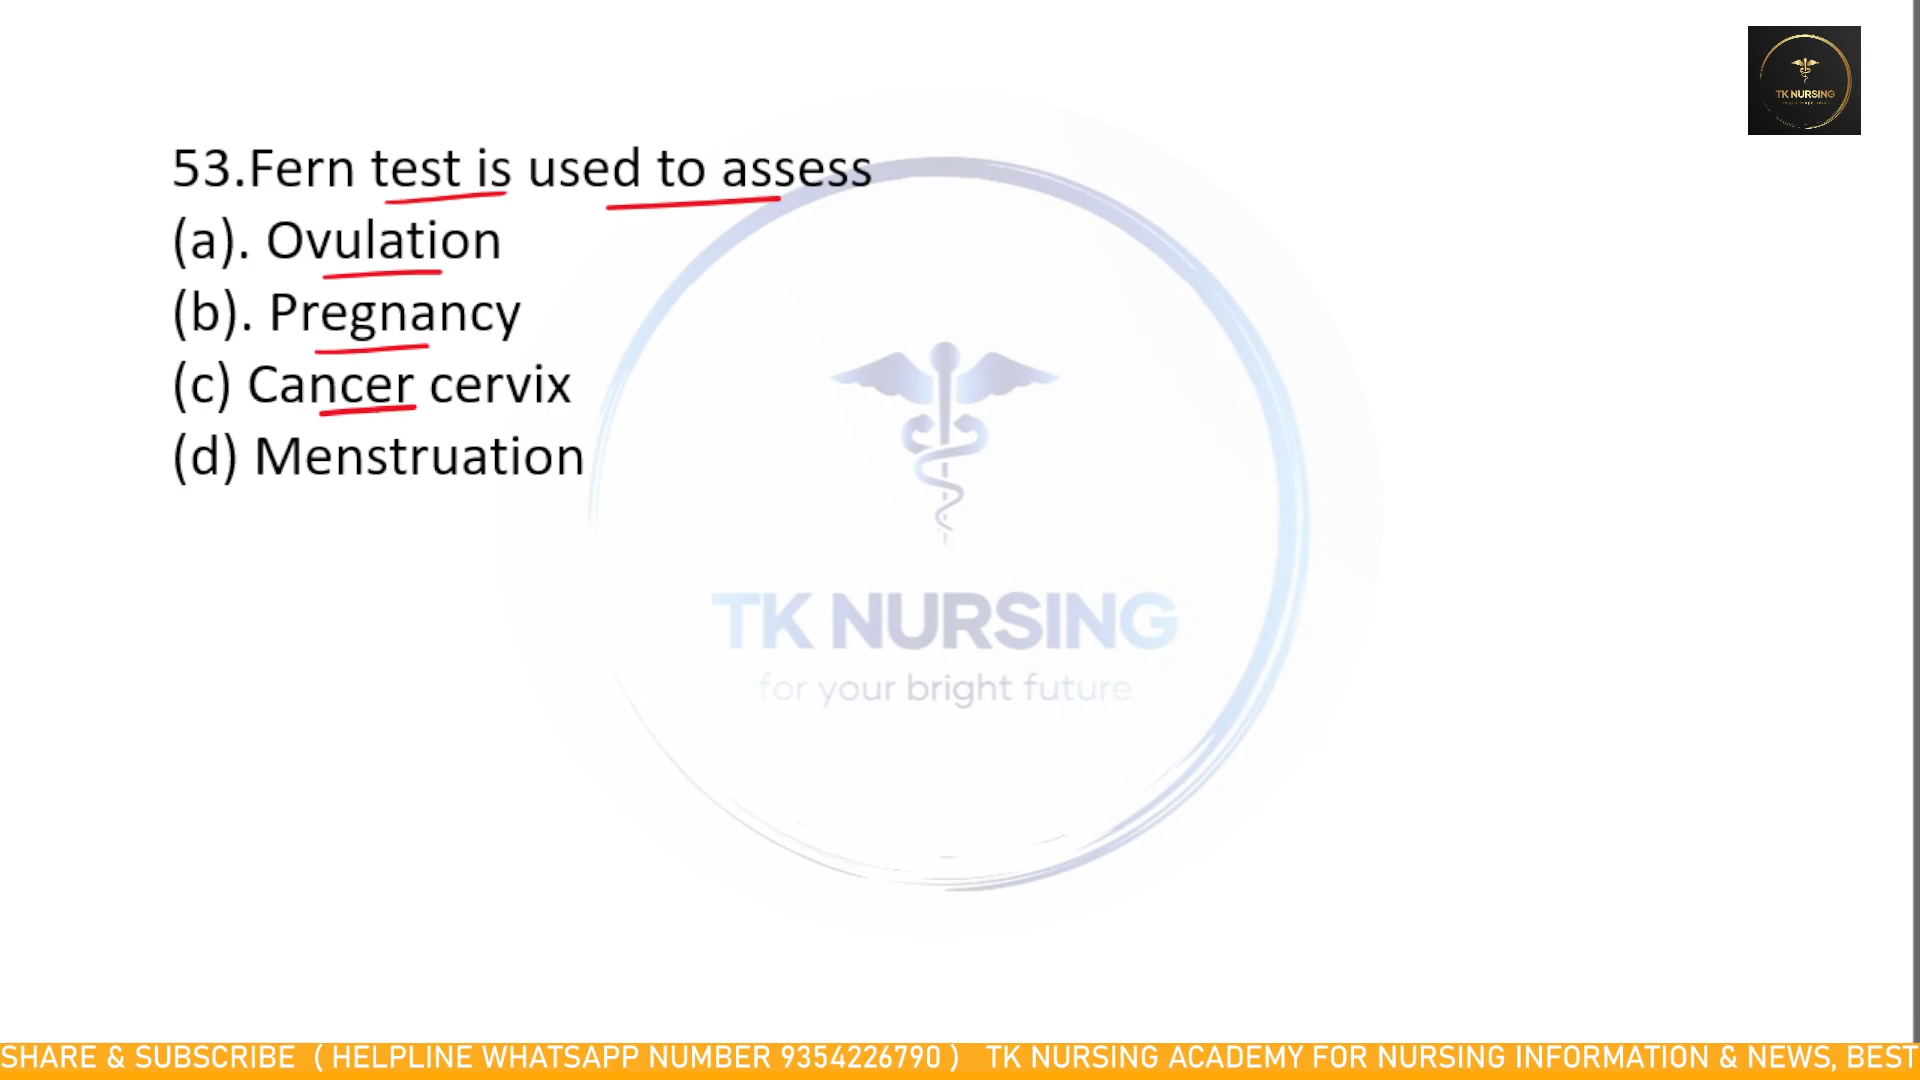 TK NURSING
53.Fern test is used to assess
(a). Ovulation
(b). Pregnancy
(c) Cancer cervix
(d) Menstruation
TK NURSING
for your bright future
SHARE & SUBSCRIBE ( HELPLINE WHATSAPP NUMBER 9354226790 ) TK NURSING ACADEMY FOR NURSING INFORMATION & NEWS, BEST